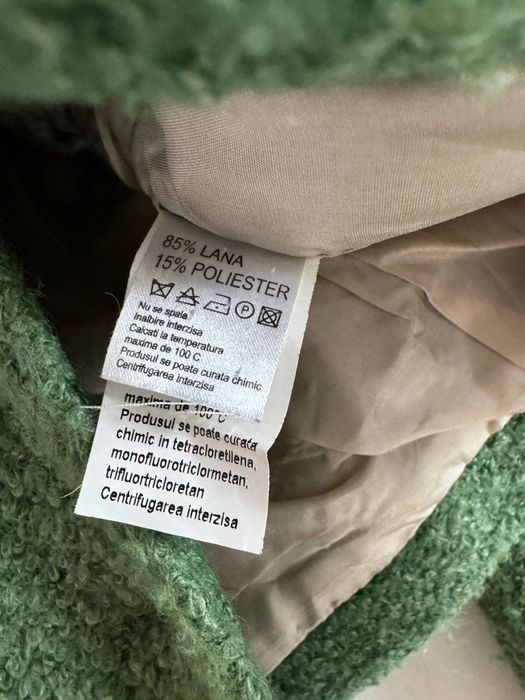 85% LANA
15% POLIESTER
P
Nu se spala
Inalbire interzisa
Calcati la temperatura
maxima de 100 C
Produsul se poate curata chimic
Centrifugarea interzisa
maxima de 100°C
Produsul se poate curata
chimic in tetracloretilena,
monofluorotriclormetan,
trifluortricloretan
Centrifugarea interzisa